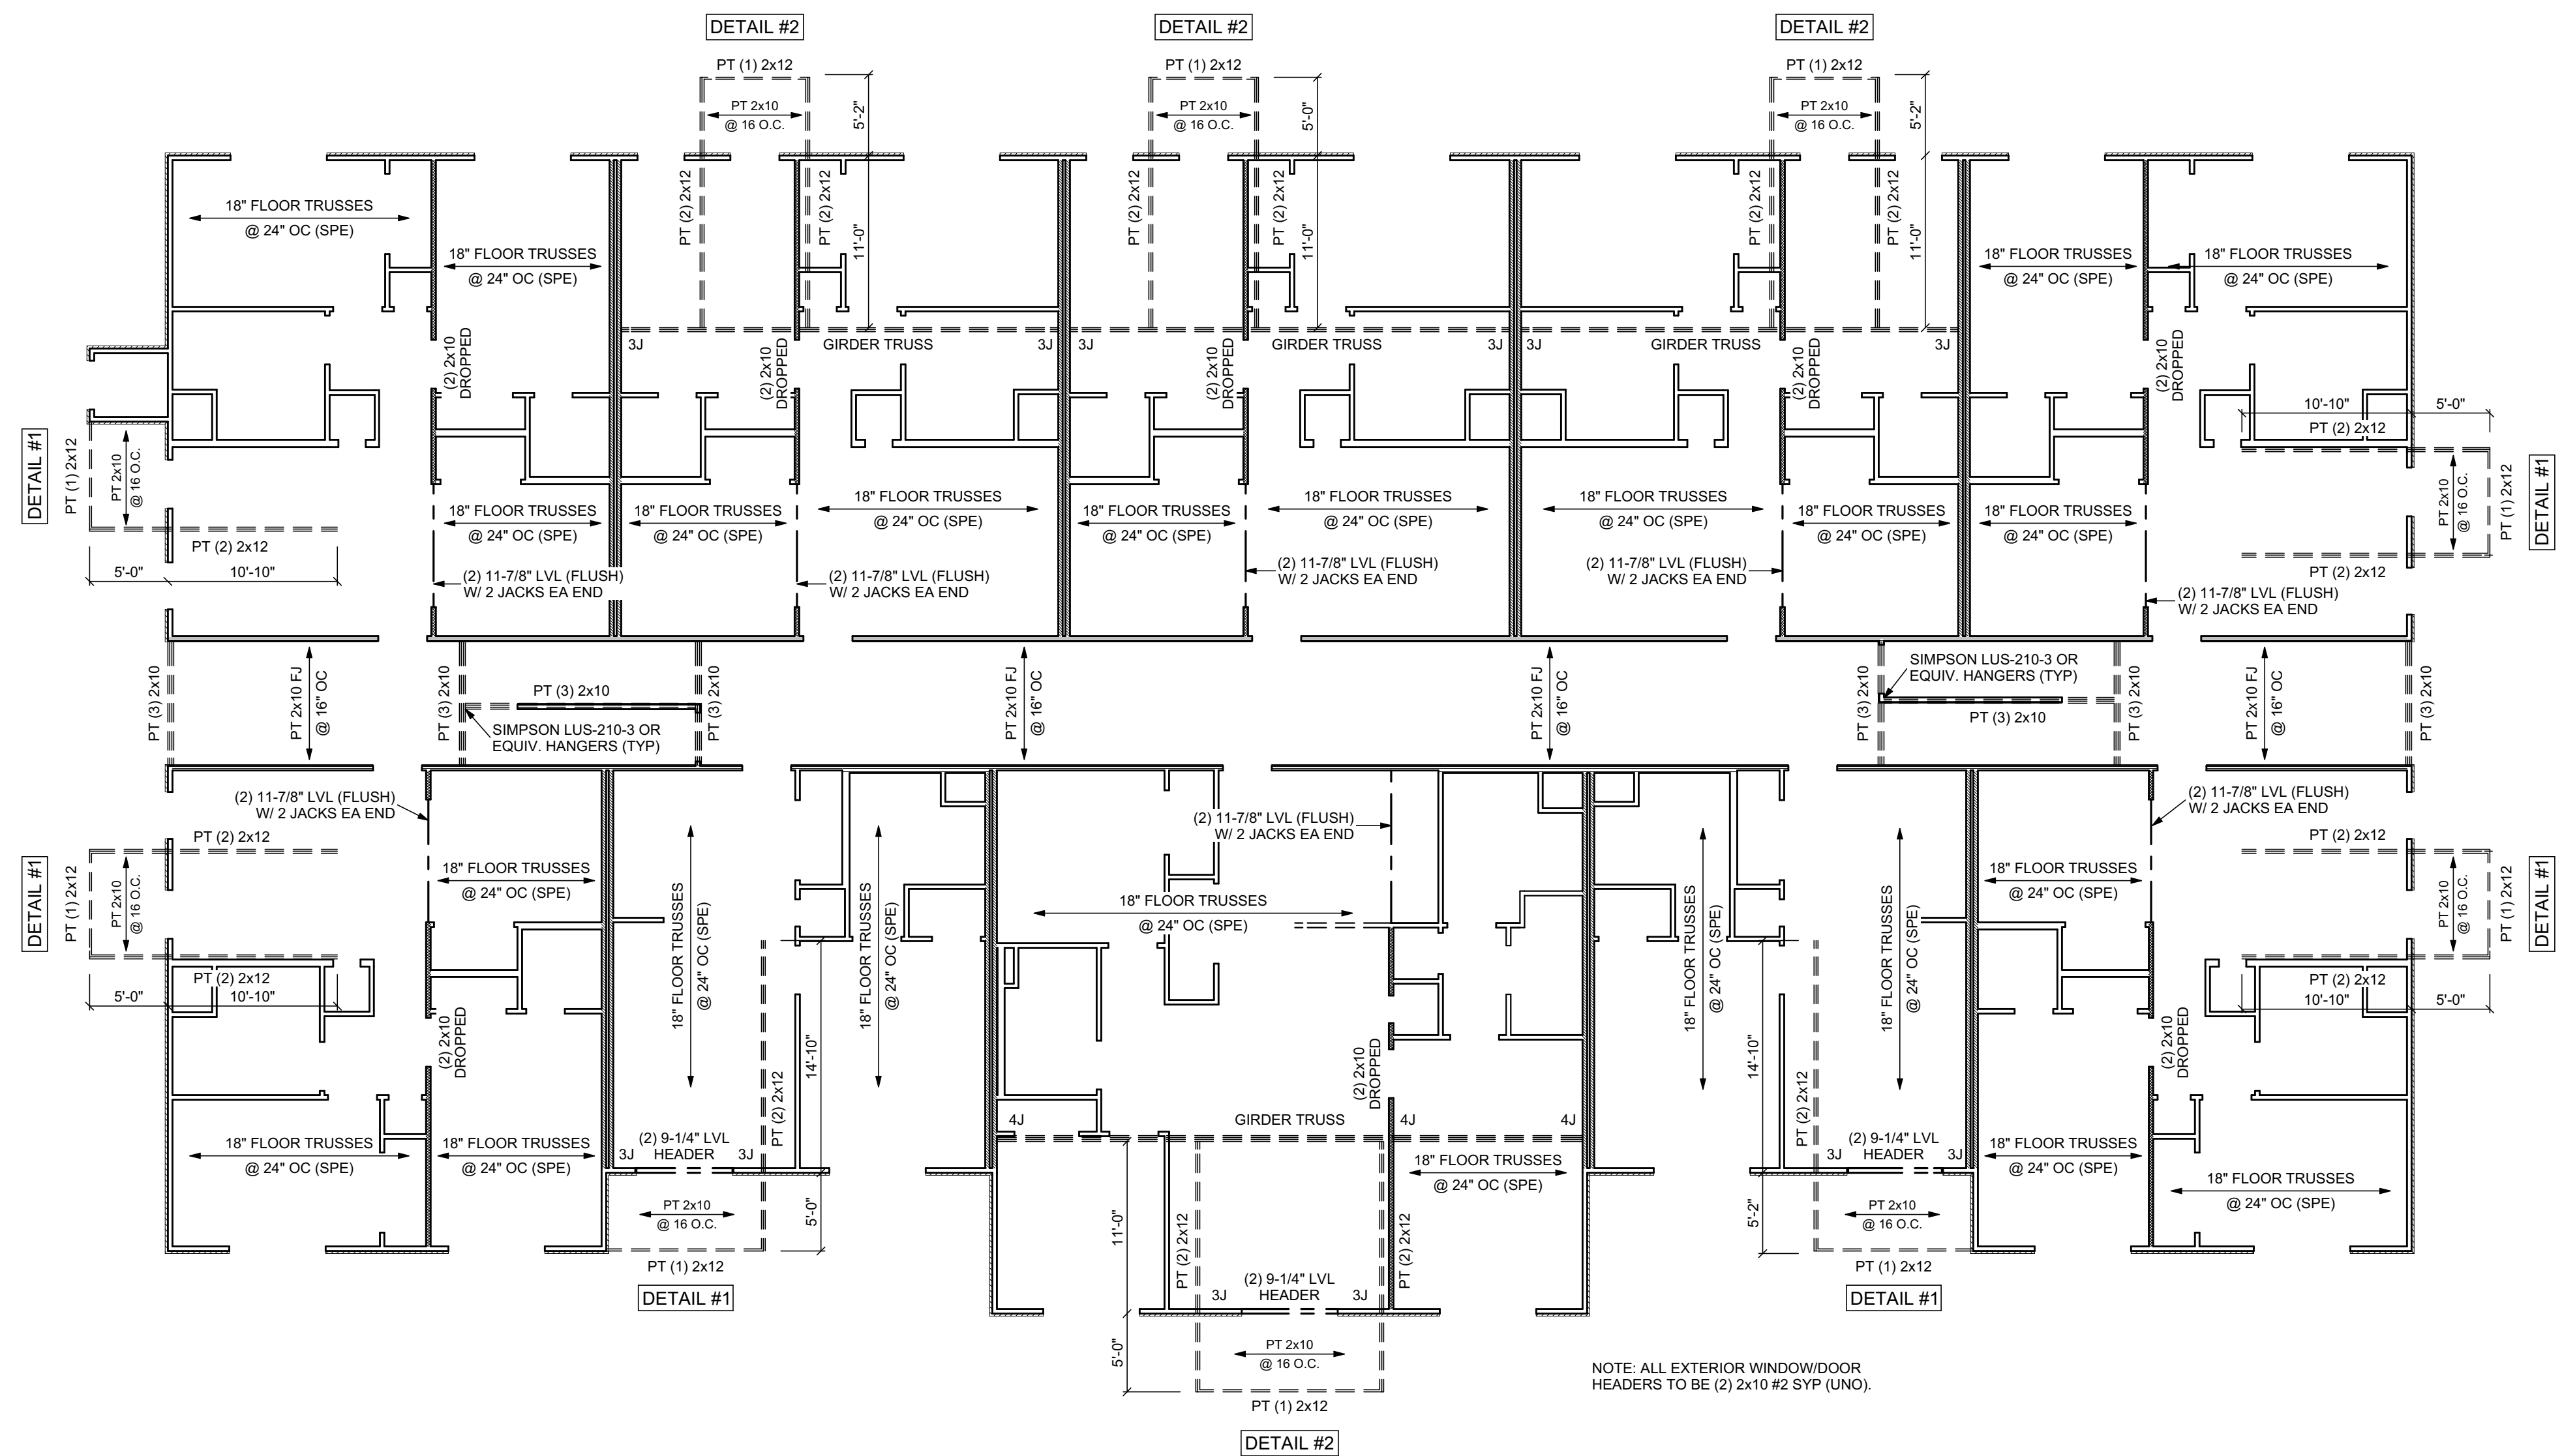 DETAIL #2
DETAIL #2
DETAIL #2
PT (1) 2x12
PT (1) 2x12
PT (1) 2x12
PT 2x10
@ 16 O.C.
5'-2"
PT 2x10
@ 16 O.C.
5'-0"
PT 2x10
@ 16 O.C.
5'-2"
18" FLOOR TRUSSES
@ 24" OC (SPE)
18" FLOOR TRUSSES
@ 24" OC (SPE)
PT (2) 2x12
PT (2) 2x12
11'-0"
PT (2) 2x12
PT (2) 2x12
11'-0"
PT (2) 2x12
PT (2) 2x12
11'-0"
18" FLOOR TRUSSES
@ 24" OC (SPE)
18" FLOOR TRUSSES
@ 24" OC (SPE)
3J
GIRDER TRUSS
3J
3J
GIRDER TRUSS
3J
3J
GIRDER TRUSS
3J
(2) 2x10
DROPPED
(2) 2x10
DROPPED
(2) 2x10
DROPPED
(2) 2x10
DROPPED
(2) 2x10
DROPPED
10'-10"
5'-0"
PT (2) 2x12
DETAIL #1
PT (1) 2x12
PT 2x10
@ 16 O.C.
PT (2) 2x12
5'-0"
10'-10"
18" FLOOR TRUSSES
@ 24" OC (SPE)
18" FLOOR TRUSSES
@ 24" OC (SPE)
18" FLOOR TRUSSES
@ 24" OC (SPE)
18" FLOOR TRUSSES
@ 24" OC (SPE)
18" FLOOR TRUSSES
@ 24" OC (SPE)
18" FLOOR TRUSSES
@ 24" OC (SPE)
18" FLOOR TRUSSES
@ 24" OC (SPE)
18" FLOOR TRUSSES
@ 24" OC (SPE)
PT 2x10
@ 16 O.C.
PT (1) 2x12
DETAIL #1
PT (2) 2x12
(2) 11-7/8" LVL (FLUSH)
W/ 2 JACKS EA END
(2) 11-7/8" LVL (FLUSH)
W/ 2 JACKS EA END
(2) 11-7/8" LVL (FLUSH)
W/ 2 JACKS EA END
(2) 11-7/8" LVL (FLUSH)
W/ 2 JACKS EA END
(2) 11-7/8" LVL (FLUSH)
W/ 2 JACKS EA END
PT (3) 2x10
PT 2x10 FJ
@ 16" OC
PT (3) 2x10
PT (3) 2x10
PT (3) 2x10
SIMPSON LUS-210-3 OR
EQUIV. HANGERS (TYP)
PT 2x10 FJ
@ 16" OC
PT 2x10 FJ
@ 16" OC
PT (3) 2x10
SIMPSON LUS-210-3 OR
EQUIV. HANGERS (TYP)
PT (3) 2x10
PT (3) 2x10
PT 2x10 FJ
@ 16" OC
PT (3) 2x10
(2) 11-7/8" LVL (FLUSH)
W/ 2 JACKS EA END
(2) 11-7/8" LVL (FLUSH)
W/ 2 JACKS EA END
(2) 11-7/8" LVL (FLUSH)
W/ 2 JACKS EA END
PT (2) 2x12
PT (2) 2x12
DETAIL #1
PT (1) 2x12
PT 2x10
@ 16 O.C.
18" FLOOR TRUSSES
@ 24" OC (SPE)
18" FLOOR TRUSSES
@ 24" OC (SPE)
18" FLOOR TRUSSES
@ 24" OC (SPE)
18" FLOOR TRUSSES
@ 24" OC (SPE)
18" FLOOR TRUSSES
@ 24" OC (SPE)
18" FLOOR TRUSSES
@ 24" OC (SPE)
18" FLOOR TRUSSES
@ 24" OC (SPE)
PT 2x10
@ 16 O.C.
PT (1) 2x12
DETAIL #1
PT (2) 2x12
5'-0"
10'-10"
PT (2) 2x12
10'-10"
5'-0"
(2) 2x10
DROPPED
14'-10"
PT (2) 2x12
(2) 2x10
DROPPED
14'-10"
PT (2) 2x12
(2) 2x10
DROPPED
4J
GIRDER TRUSS
4J
4J
18" FLOOR TRUSSES
@ 24" OC (SPE)
18" FLOOR TRUSSES
@ 24" OC (SPE)
(2) 9-1/4" LVL
HEADER
3J
3J
18" FLOOR TRUSSES
@ 24" OC (SPE)
(2) 9-1/4" LVL
HEADER
3J
3J
18" FLOOR TRUSSES
@ 24" OC (SPE)
18" FLOOR TRUSSES
@ 24" OC (SPE)
PT 2x10
@ 16 O.C.
5'-0"
11'-0"
PT (2) 2x12
PT (2) 2x12
5'-2"
PT 2x10
@ 16 O.C.
PT (1) 2x12
DETAIL #1
(2) 9-1/4" LVL
HEADER
3J
3J
PT (1) 2x12
DETAIL #1
5'-0"
PT 2x10
@ 16 O.C.
PT (1) 2x12
DETAIL #2
NOTE: ALL EXTERIOR WINDOW/DOOR
HEADERS TO BE (2) 2x10 #2 SYP (UNO).